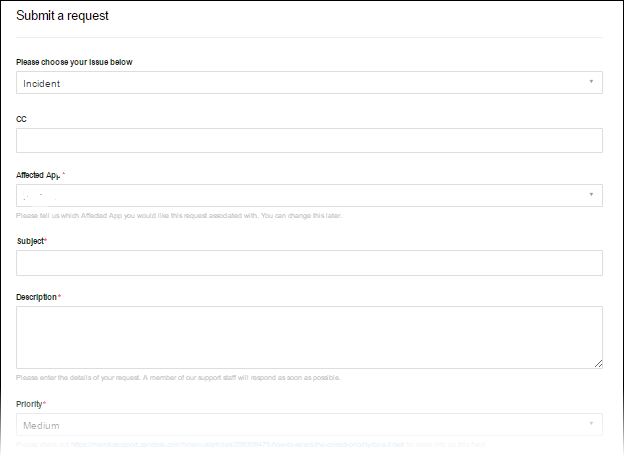 Submit a request
Please choose your issue below
Incident
CC
Affected App *
Please tell us which Affected App you would like this request associated with. You can change this later.
Subject*
Description*
Please enter the details of your request. A member of our support staff will respond as soon as possible.
Priority*
Medium